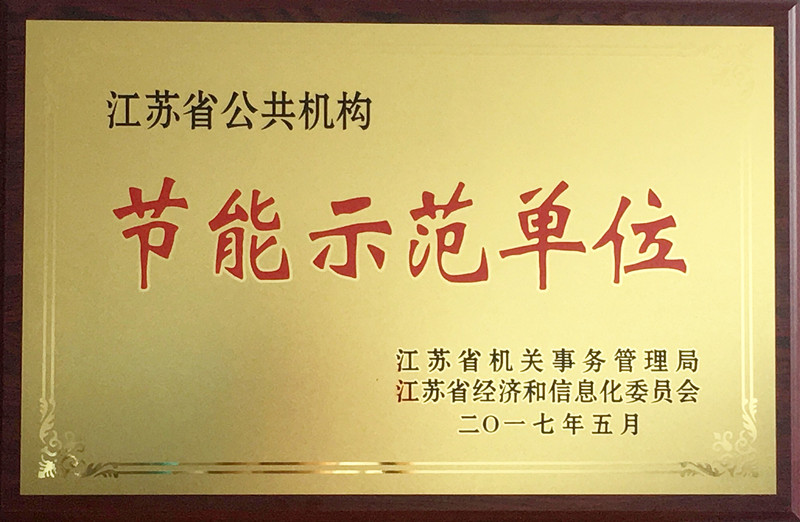 江苏省公共机构
节能示范单位
江苏省机关事务管理局
江苏省经济和信息化委员会
二〇一七年五月